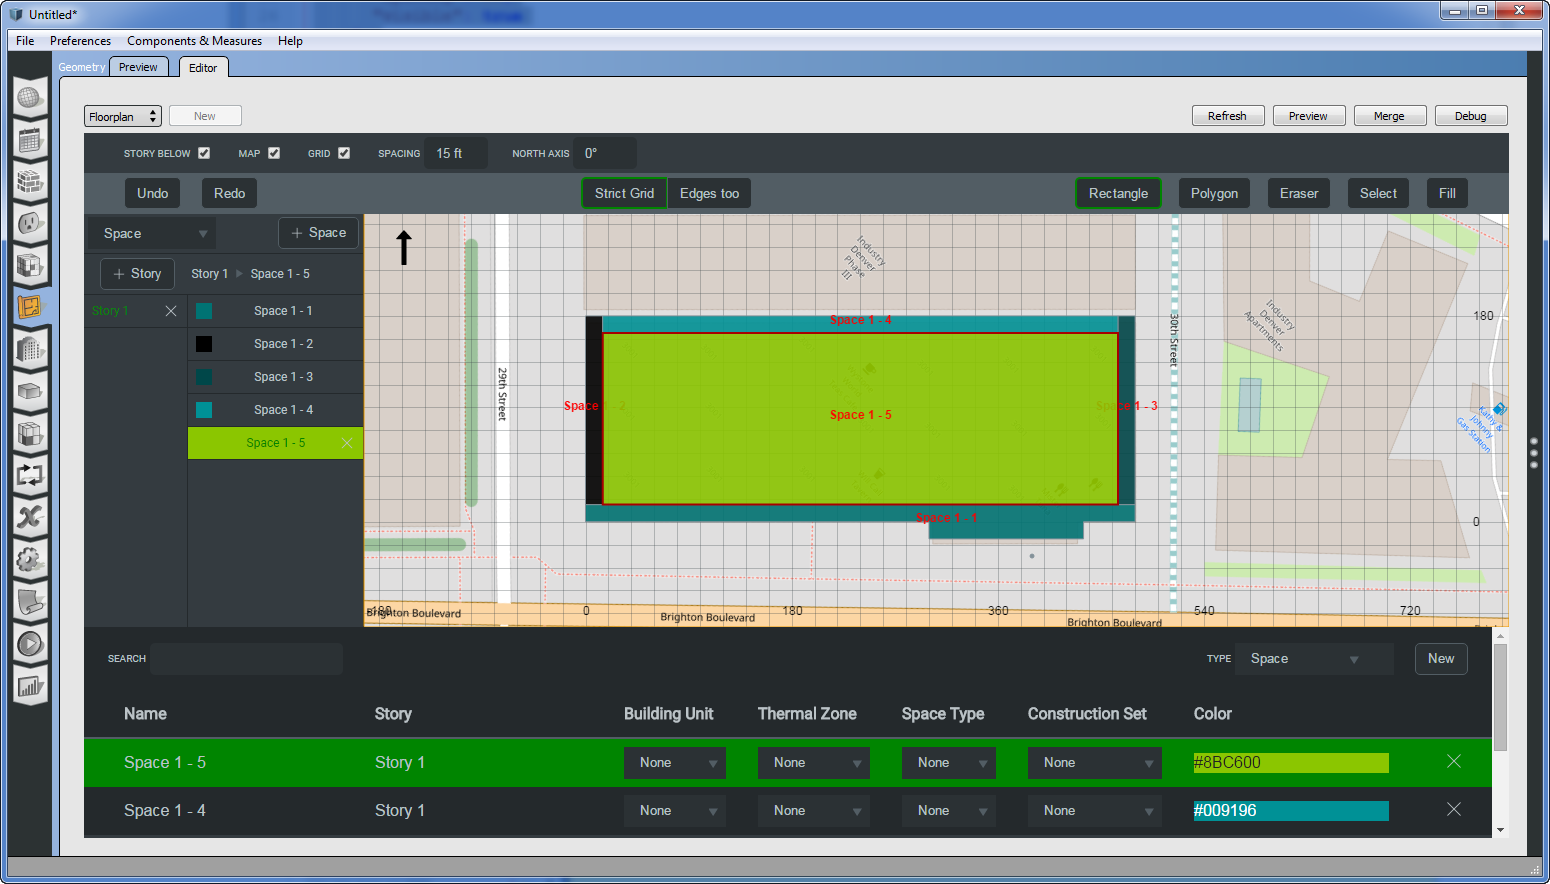 Untitled*
File Preferences Components & Measures Help
Geometry Preview Editor
Floorplan New Refresh Preview Merge Debug
STORY BELOW MAP GRID SPACING 15 ft NORTH AXIS 0°
Undo Redo Strict Grid Edges too Rectangle Polygon Eraser Select Fill
Space + Space
+ Story Story 1 Space 1 - 5
Story 1 Space 1 - 1
Space 1 - 2
Space 1 - 3
Space 1 - 4
Space 1 - 5
Industry
Denver
Phase
III
Industry
Denver
Apartments
29th Street
30th Street
Space 1 - 4
Space 1 - 2
Space 1 - 5
Space 1 - 3
Space 1 - 1
Kathy &
Johnny
Gas Station
180
0
-180 0 180 360 540 720
Brighton Boulevard Brighton Boulevard Brighton Boulevard
SEARCH TYPE Space New
Name Story Building Unit Thermal Zone Space Type Construction Set Color
Space 1 - 5 Story 1 None None None None #8BC600
Space 1 - 4 Story 1 None None None None #009196